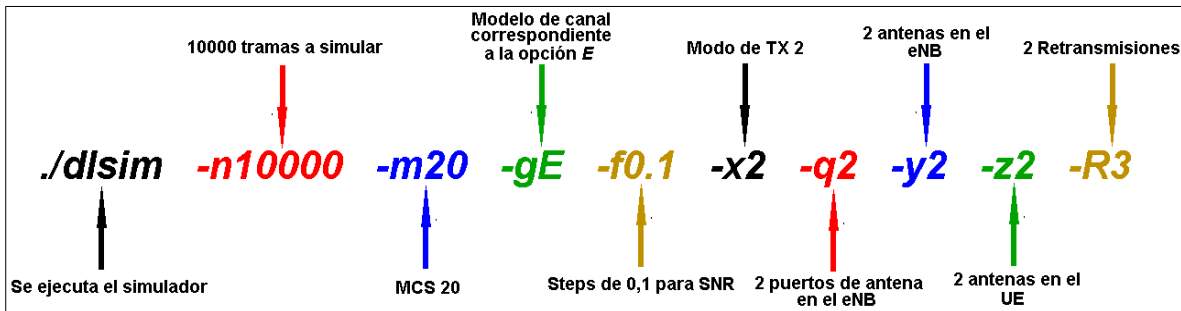 10000 tramas a simular
Modelo de canal
correspondiente
a la opción E
Modo de TX 2
2 antenas en el
eNB
2 Retransmisiones
./dlsim -n10000 -m20 -gE -f0.1 -x2 -q2 -y2 -z2 -R3
Se ejecuta el simulador
MCS 20
Steps de 0,1 para SNR
2 puertos de antena
en el eNB
2 antenas en el
UE